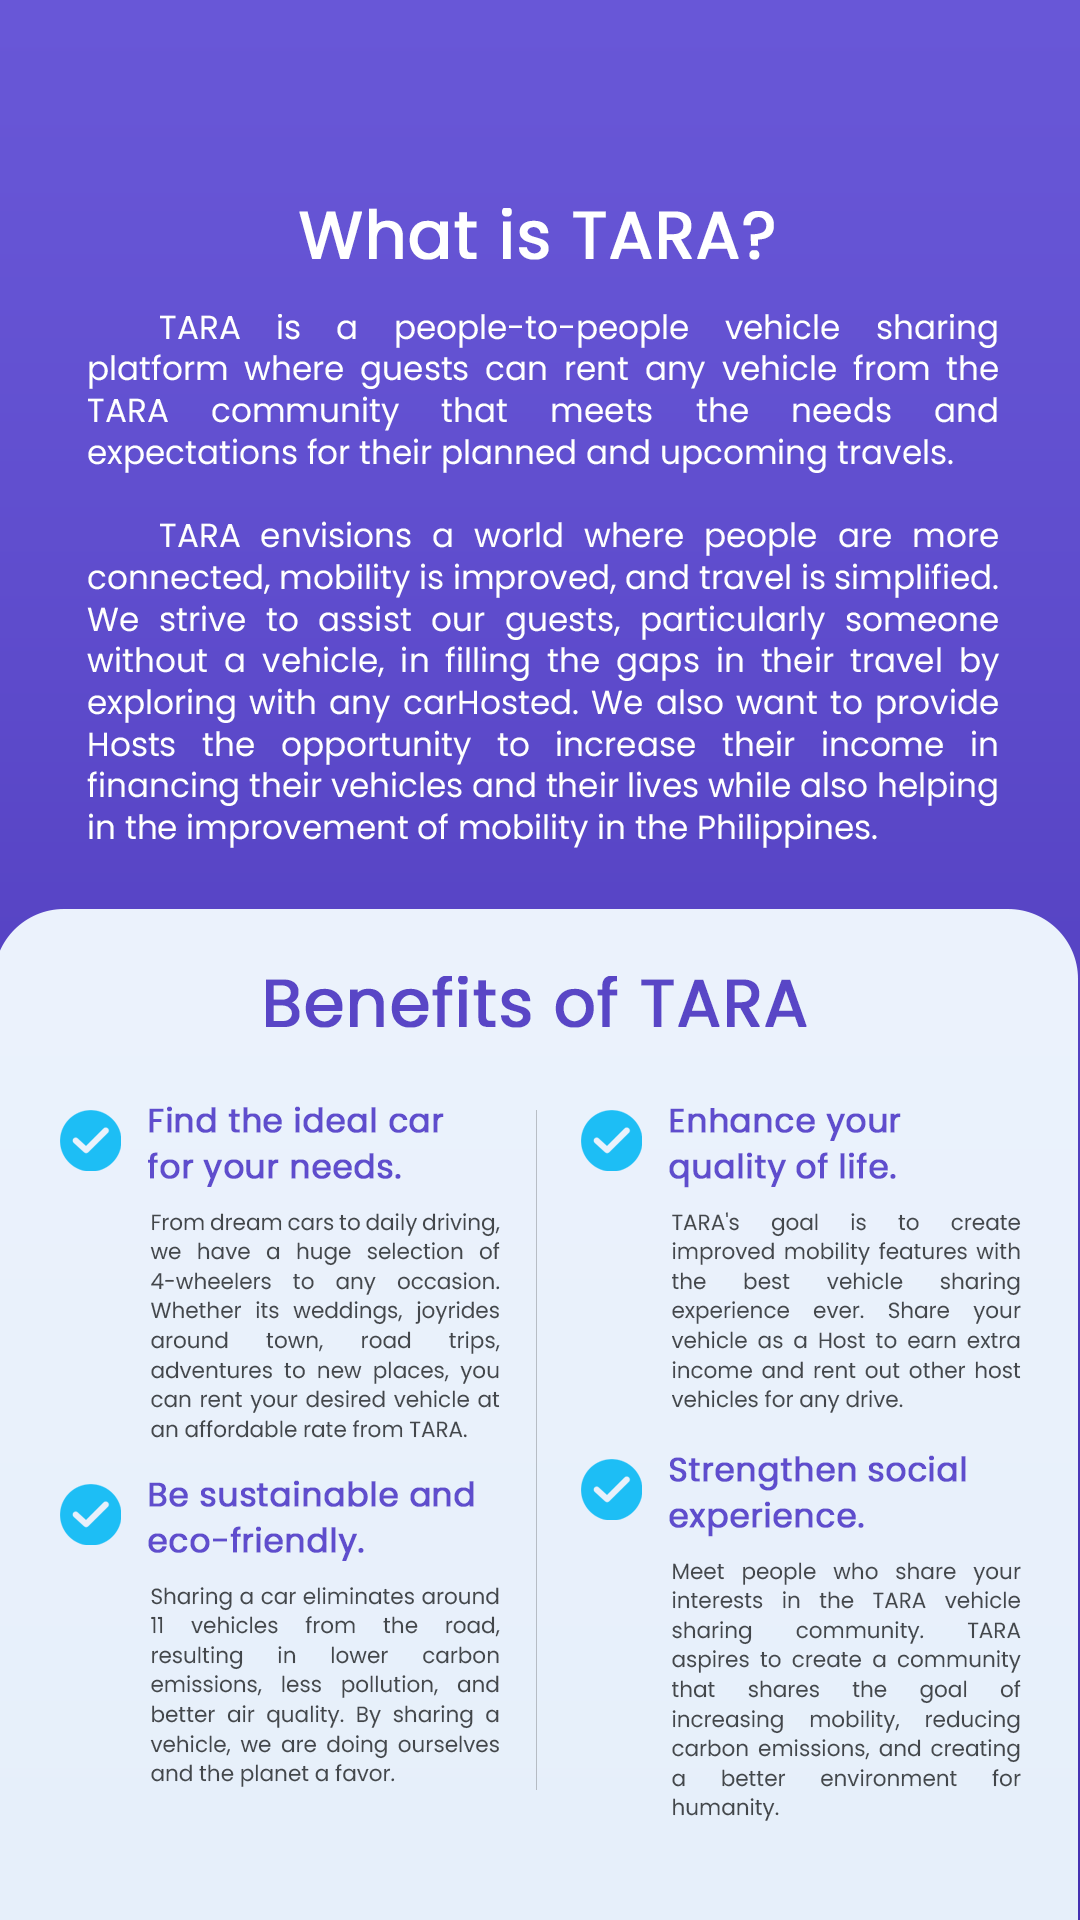 What is TARA?
TARA is a people-to-people vehicle sharing
platform where guests can rent any vehicle from the
TARA community that meets the needs and
expectations for their planned and upcoming travels.
TARA envisions a world where people are more
connected, mobility is improved, and travel is simplified.
We strive to assist our guests, particularly someone
without a vehicle, in filling the gaps in their travel by
exploring with any carHosted. We also want to provide
Hosts the opportunity to increase their income in
financing their vehicles and their lives while also helping
in the improvement of mobility in the Philippines.
Benefits of TARA
Find the ideal car
for your needs.
From dream cars to daily driving,
we have a huge selection of
4-wheelers to any occasion.
Whether its weddings, joyrides
around town, road trips,
adventures to new places, you
can rent your desired vehicle at
an affordable rate from TARA.
Be sustainable and
eco-friendly.
Sharing a car eliminates around
11 vehicles from the road,
resulting in lower carbon
emissions, less pollution, and
better air quality. By sharing a
vehicle, we are doing ourselves
and the planet a favor.
Enhance your
quality of life.
TARA's goal is to create
improved mobility features with
the best vehicle sharing
experience ever. Share your
vehicle as a Host to earn extra
income and rent out other host
vehicles for any drive.
Strengthen social
experience.
Meet people who share your
interests in the TARA vehicle
sharing community. TARA
aspires to create a community
that shares the goal of
increasing mobility, reducing
carbon emissions, and creating
a better environment for
humanity.